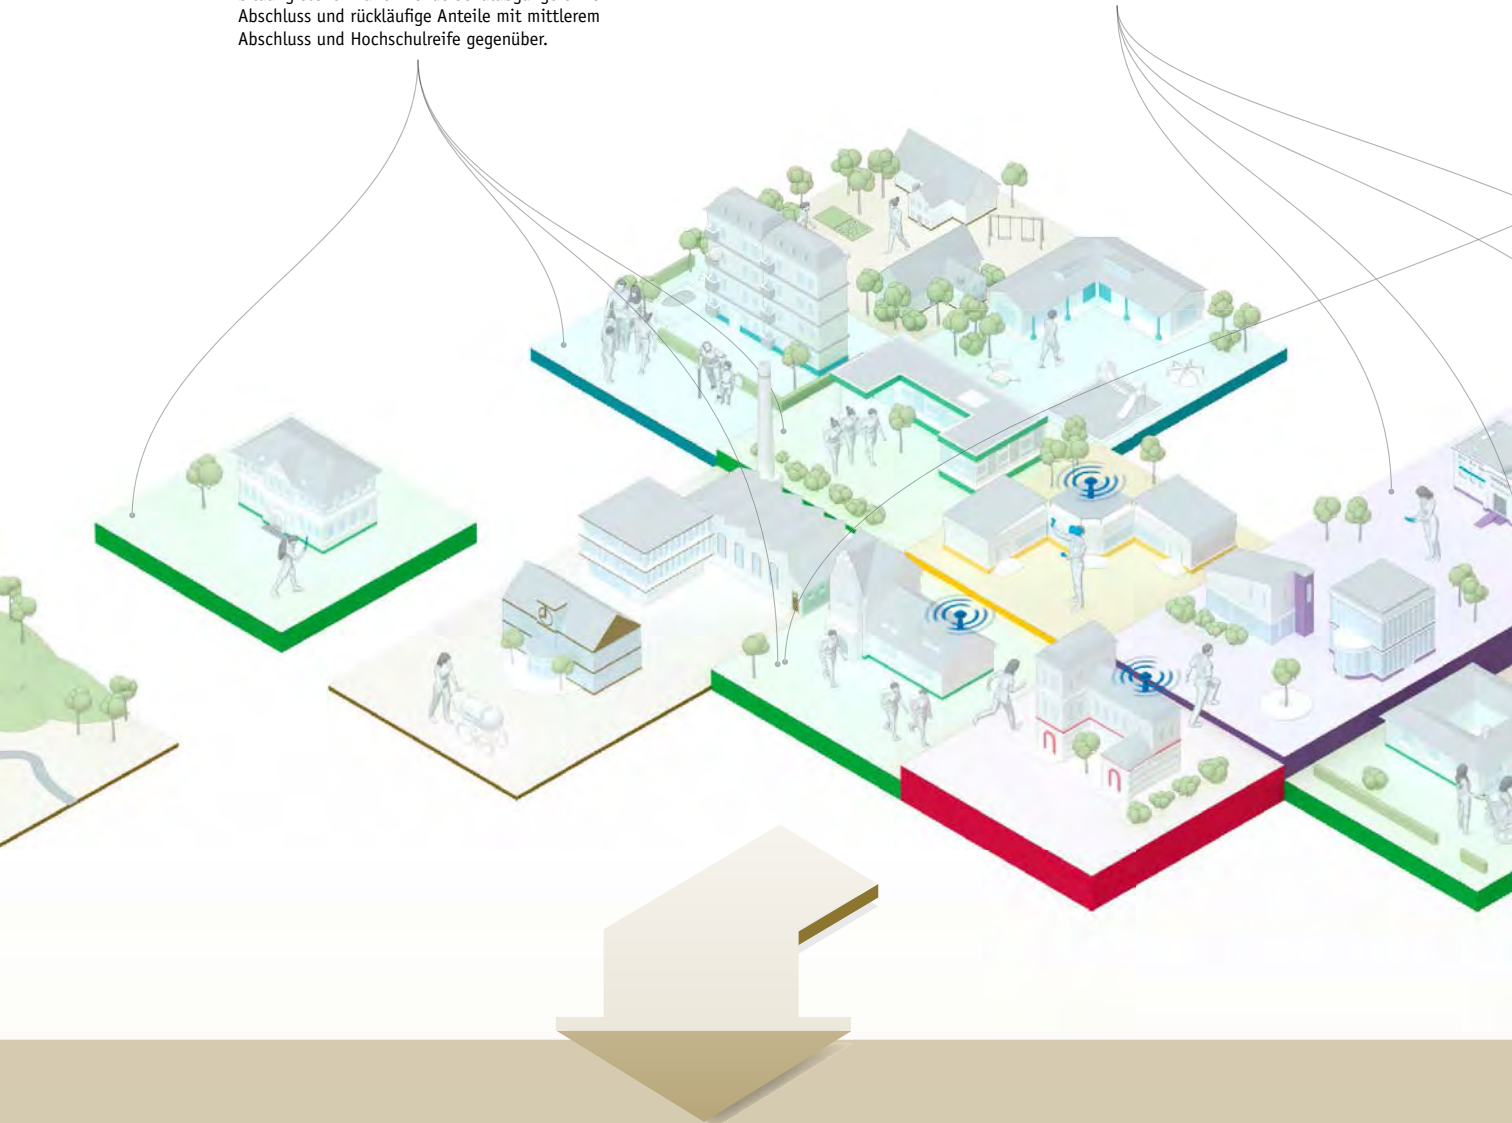 Abschluss und rückläufige Anteile mit mittlerem
Abschluss und Hochschulreife gegenüber.